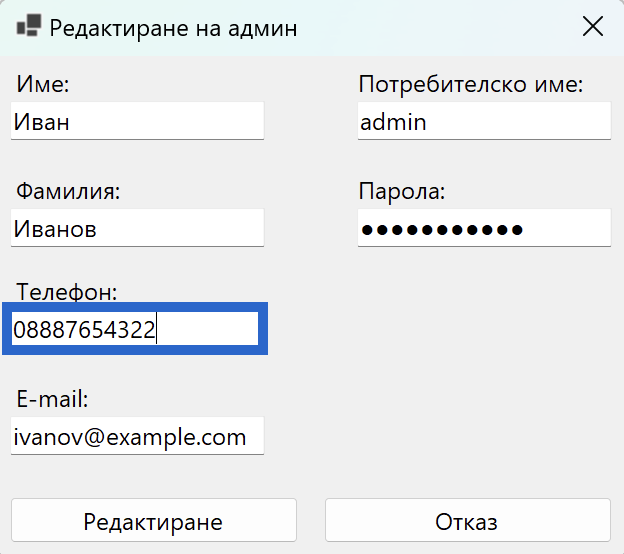 Редактиране на админ
Име:
Иван
Потребителско име:
admin
Фамилия:
Иванов
Парола:
●●●●●●●●●●●
Телефон:
08887654322
E-mail:
ivanov@example.com
Редактиране
Отказ